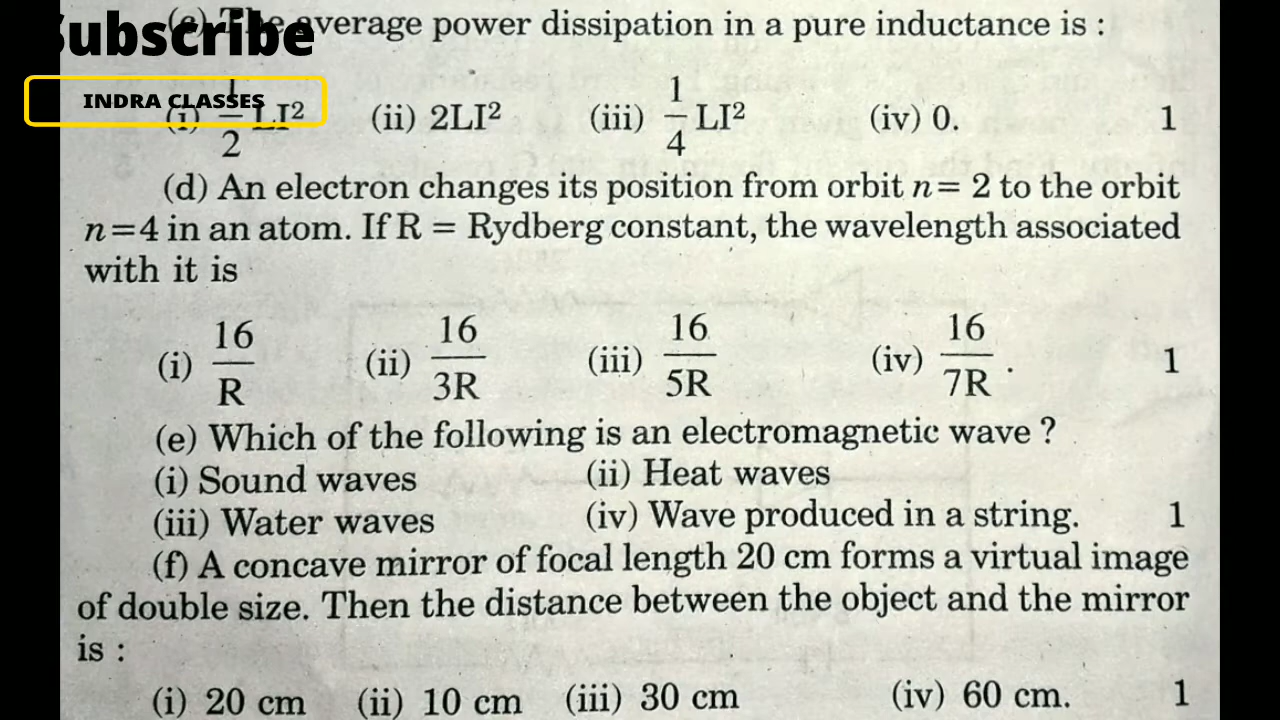 Subscribe
(c) The average power dissipation in a pure inductance is :
INDRA CLASSES
(i) 1/2 LI² (ii) 2LI² (iii) 1/4 LI² (iv) 0. 1
(d) An electron changes its position from orbit n= 2 to the orbit
n=4 in an atom. If R = Rydberg constant, the wavelength associated
with it is
(i) 16/R (ii) 16/3R (iii) 16/5R (iv) 16/7R . 1
(e) Which of the following is an electromagnetic wave ?
(i) Sound waves (ii) Heat waves
(iii) Water waves (iv) Wave produced in a string. 1
(f) A concave mirror of focal length 20 cm forms a virtual image
of double size. Then the distance between the object and the mirror
is :
(i) 20 cm (ii) 10 cm (iii) 30 cm (iv) 60 cm. 1